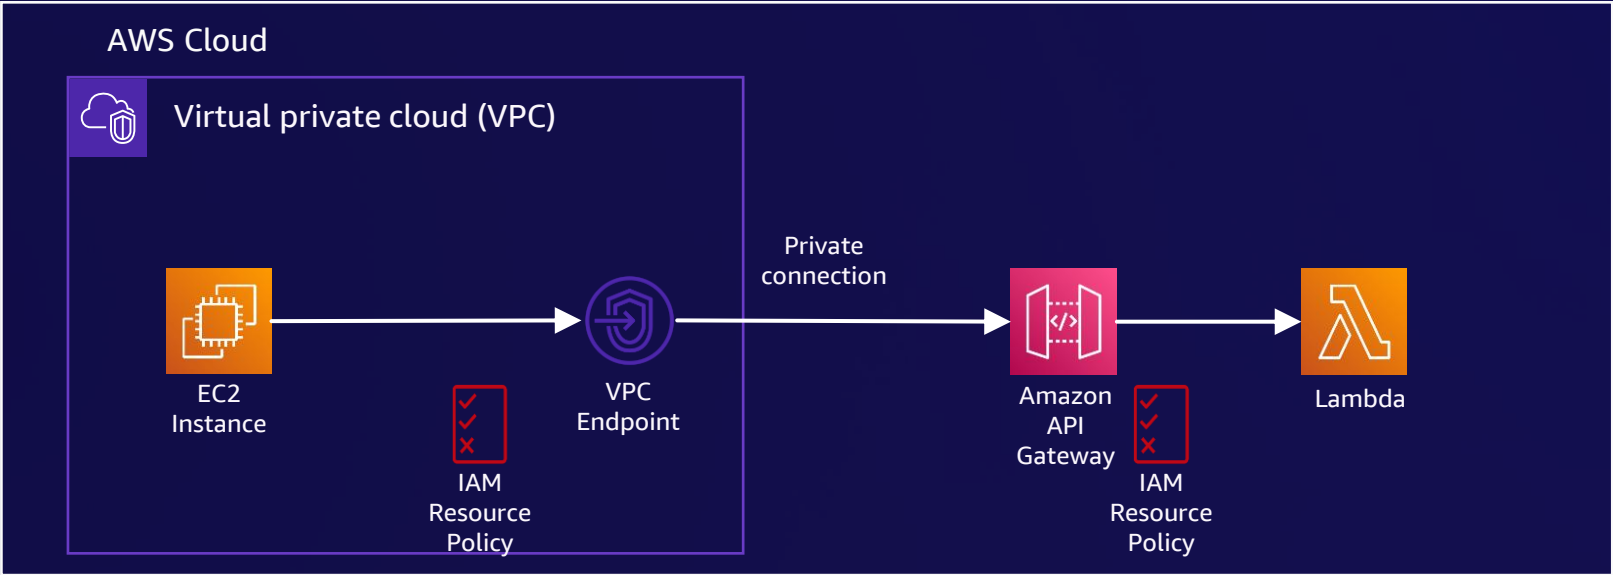 AWS Cloud
Virtual private cloud (VPC)
Private
connection
</>
EC2
Instance
VPC
Endpoint
IAM
Resource
Policy
Amazon
API
Gateway
IAM
Resource
Policy
Lambda